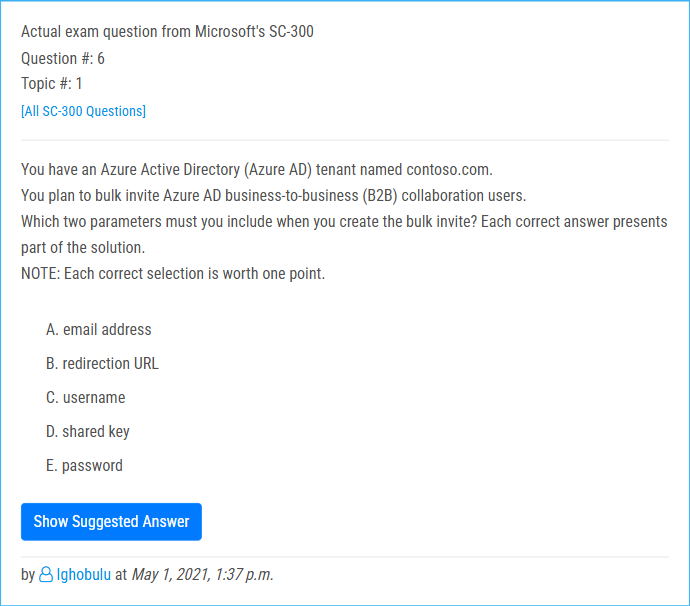 Actual exam question from Microsoft's SC-300
Question #: 6
Topic #: 1
[All SC-300 Questions]
You have an Azure Active Directory (Azure AD) tenant named contoso.com.
You plan to bulk invite Azure AD business-to-business (B2B) collaboration users.
Which two parameters must you include when you create the bulk invite? Each correct answer presents
part of the solution.
NOTE: Each correct selection is worth one point.
A. email address
B. redirection URL
C. username
D. shared key
E. password
Show Suggested Answer
by Ighobulu at May 1, 2021, 1:37 p.m.